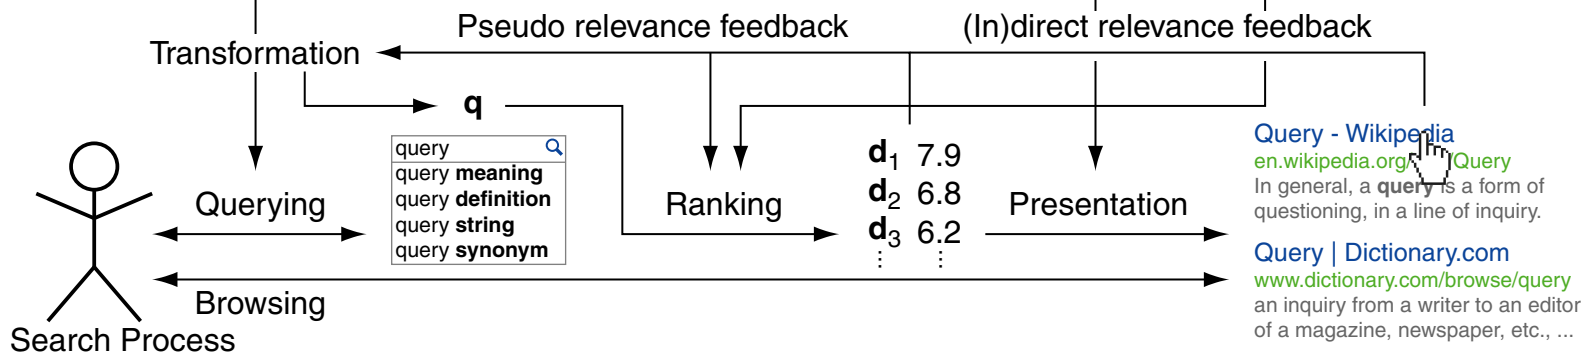 Pseudo relevance feedback
(In)direct relevance feedback
Transformation
q
query
query meaning
query definition
query string
query synonym
Querying
Ranking
d1 7.9
d2 6.8
d3 6.2
Presentation
Query - Wikipedia
en.wikipedia.org/ /Query
In general, a query is a form of
questioning, in a line of inquiry.
Query | Dictionary.com
www.dictionary.com/browse/query
an inquiry from a writer to an editor
of a magazine, newspaper, etc., ...
Browsing
Search Process